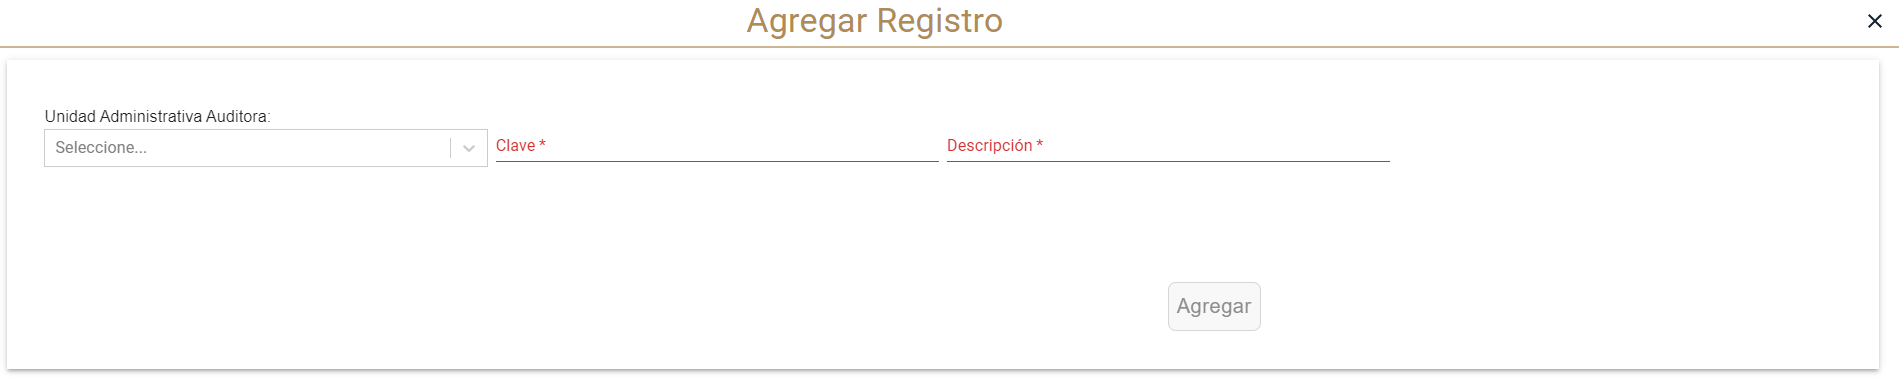 Agregar Registro
Unidad Administrativa Auditora:
Seleccione...
Clave *
Descripción *
Agregar